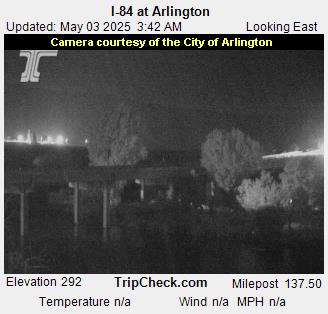 I-84 at Arlington
Updated: May 03 2025 3:42 AM Looking East
Camera courtesy of the City of Arlington
Elevation 292 TripCheck.com Milepost 137.50
Temperature n/a Wind n/a MPH n/a